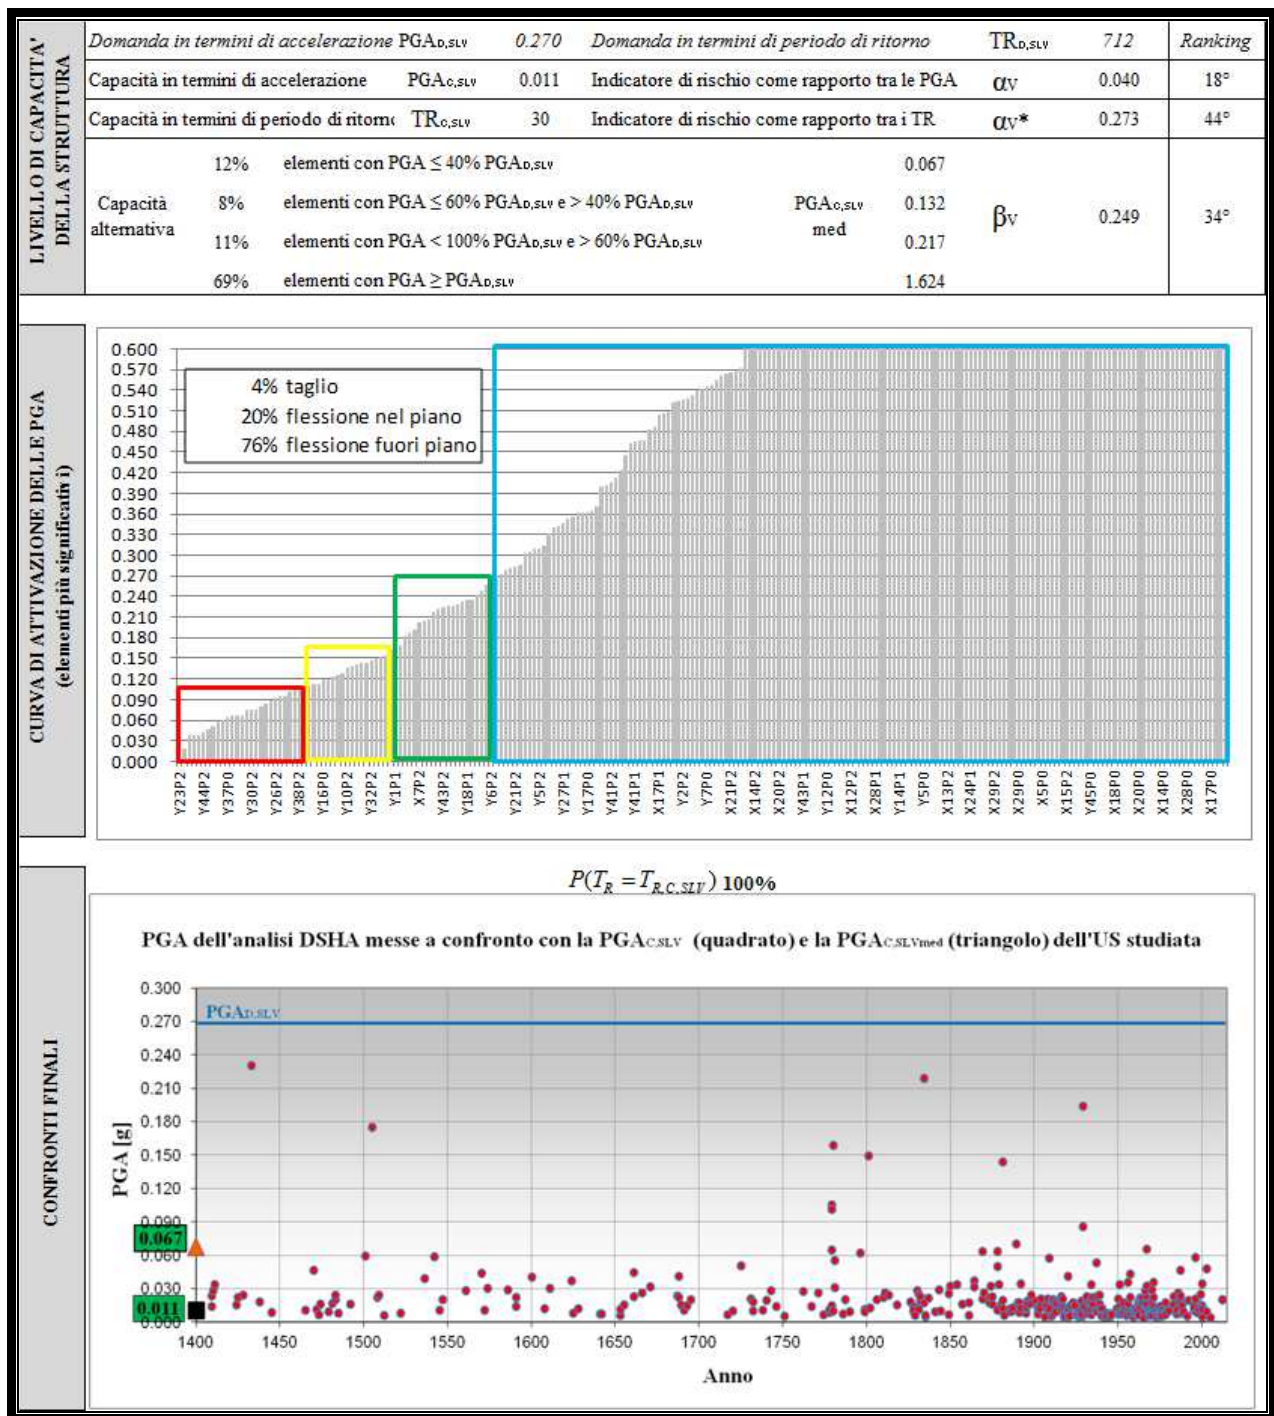 LIVELLO DI CAPACITA'
DELLA STRUTTURA
Domanda in termini di accelerazione PGAD,SLV 0.270 Domanda in termini di periodo di ritorno TRD,SLV 712 Ranking
Capacità in termini di accelerazione PGAC,SLV 0.011 Indicatore di rischio come rapporto tra le PGA αV 0.040 18°
Capacità in termini di periodo di ritorno TRC,SLV 30 Indicatore di rischio come rapporto tra i TR αV* 0.273 44°
Capacità
alternativa
12% elementi con PGA ≤ 40% PGAD,SLV 0.067
8% elementi con PGA ≤ 60% PGAD,SLV e > 40% PGAD,SLV 0.132
11% elementi con PGA < 100% PGAD,SLV e > 60% PGAD,SLV 0.217
69% elementi con PGA ≥ PGAD,SLV 1.624
PGAC,SLV
med
βV 0.249 34°
CURVA DI ATTIVAZIONE DELLE PGA
(elementi più significativi)
0.600
0.570
0.540
0.510
0.480
0.450
0.420
0.390
0.360
0.330
0.300
0.270
0.240
0.210
0.180
0.150
0.120
0.090
0.060
0.030
0.000
4% taglio
20% flessione nel piano
76% flessione fuori piano
Y23P2 Y44P2 Y37P0 Y30P2 Y26P2 Y38P2 Y16P0 Y10P2 Y32P2 Y1P1 X7P2 Y43P2 Y18P1 Y6P2 Y21P2 Y5P2 Y27P1 Y17P0 Y41P2 Y41P1 X17P1 Y2P2 Y7P0 X21P2 X14P2 X20P2 Y43P1 Y12P0 X12P2 X28P1 Y14P1 Y5P0 X13P2 X24P1 X29P2 X29P0 X5P0 X15P2 Y45P0 X18P0 X20P0 X14P0 X28P0 X17P0
CONFRONTI FINALI
P(TR = TR,C,SLV) 100%
PGA dell'analisi DSHA messe a confronto con la PGAC,SLV (quadrato) e la PGAC,SLVmed (triangolo) dell'US studiata
PGA [g]
0.300
0.270
0.240
0.210
0.180
0.150
0.120
0.090
0.067
0.060
0.030
0.011
0.000
PGAD,SLV
1400 1450 1500 1550 1600 1650 1700 1750 1800 1850 1900 1950 2000
Anno